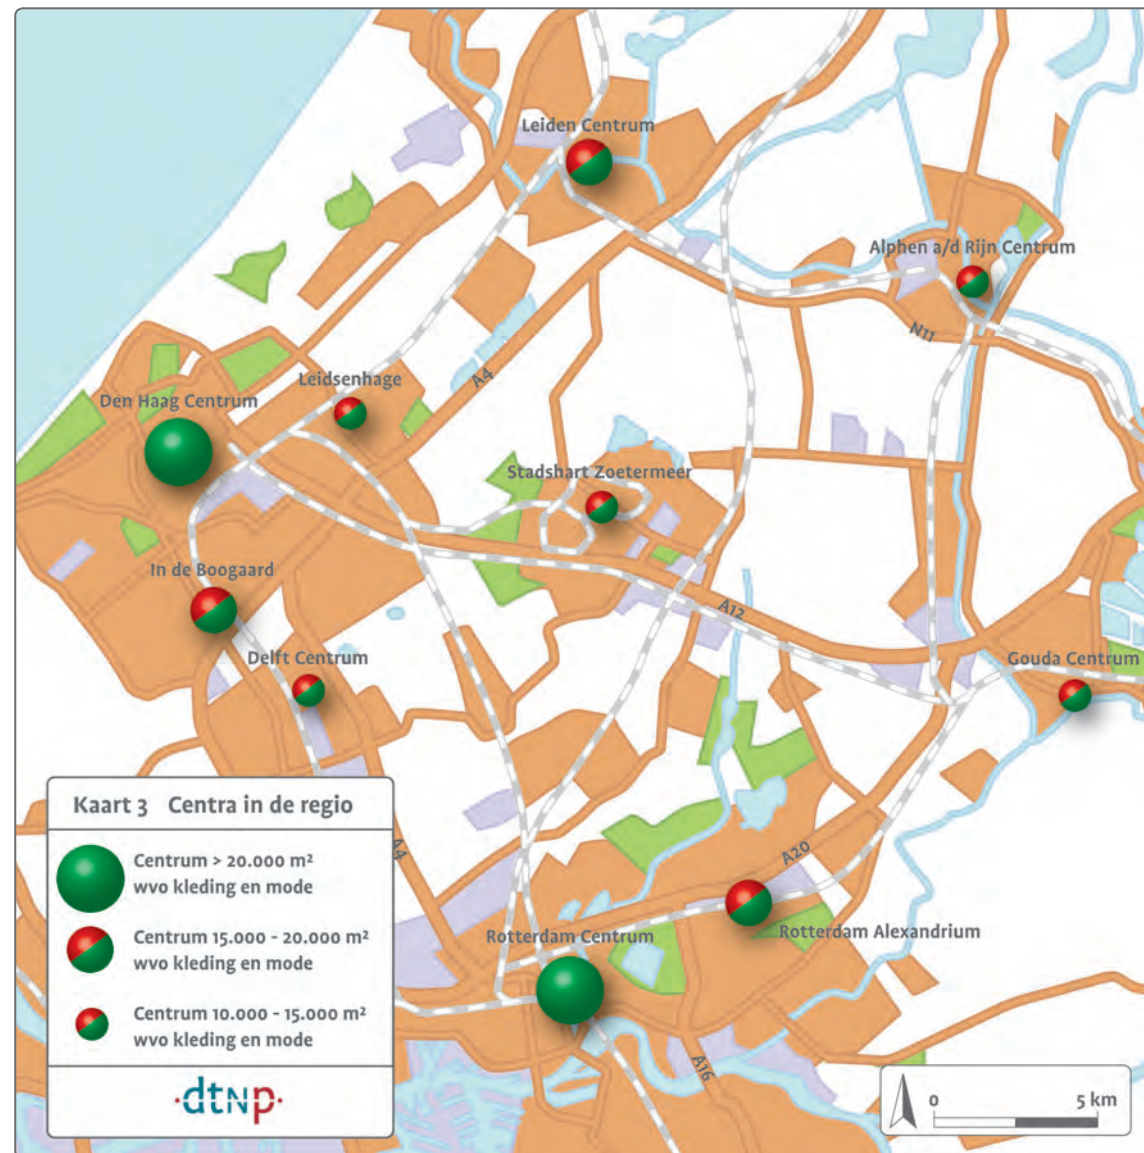 Leiden Centrum
Alphen a/d Rijn Centrum
N11
A4
Leidsenhage
Den Haag Centrum
Stadshart Zoetermeer
In de Boogaard
A12
Delft Centrum
Gouda Centrum
Kaart 3 Centra in de regio
Centrum > 20.000 m²
wvo kleding en mode
Centrum 15.000 - 20.000 m²
wvo kleding en mode
Centrum 10.000 - 15.000 m²
wvo kleding en mode
·dtnp·
A4
A20
Rotterdam Centrum
Rotterdam Alexandrium
A16
0 5 km